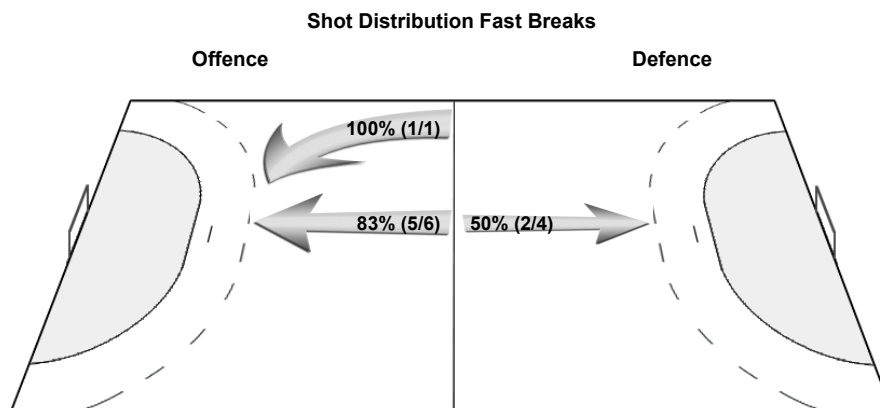 Shot Distribution Fast Breaks
Offence
Defence
100% (1/1)
83% (5/6)
50% (2/4)